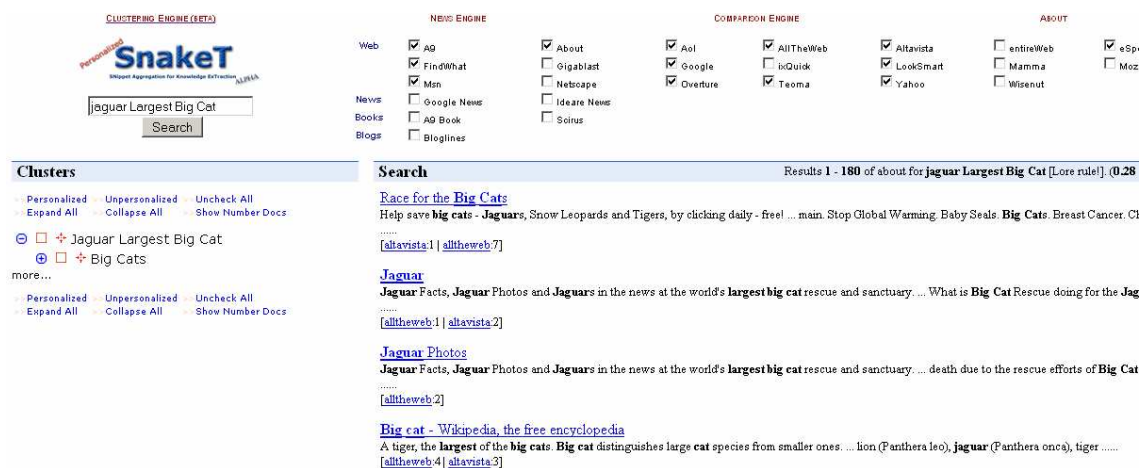 CLUSTERING ENGINE (BETA) NEWS ENGINE COMPARISON ENGINE ABOUT
Personalized
SnakeT
SNippet Aggregation for Knowledge ExTraction
ALPHA
jaguar Largest Big Cat
Search
Web A9 About Aol AllTheWeb Altavista entireWeb eSpo
FindWhat Gigablast Google ixQuick LookSmart Mamma Moz
Msn Netscape Overture Teoma Yahoo Wisenut
News Google News Ideare News
Books A9 Book Scirus
Blogs Bloglines
Clusters
Personalized Unpersonalized Uncheck All
Expand All Collapse All Show Number Docs
Jaguar Largest Big Cat
Big Cats
more...
Personalized Unpersonalized Uncheck All
Expand All Collapse All Show Number Docs
Search Results 1 - 180 of about for jaguar Largest Big Cat [Lore rule!]. (0.28
Race for the Big Cats
Help save big cats - Jaguars, Snow Leopards and Tigers, by clicking daily - free! ... main. Stop Global Warming. Baby Seals. Big Cats. Breast Cancer.
......
[altavista:1 | alltheweb:7]
Jaguar
Jaguar Facts, Jaguar Photos and Jaguars in the news at the world's largest big cat rescue and sanctuary. ... What is Big Cat Rescue doing for the Jag
......
[alltheweb:1 | altavista:2]
Jaguar Photos
Jaguar Facts, Jaguar Photos and Jaguars in the news at the world's largest big cat rescue and sanctuary. ... death due to the rescue efforts of Big Cat
......
[alltheweb:2]
Big cat - Wikipedia, the free encyclopedia
A tiger, the largest of the big cats. Big cat distinguishes large cat species from smaller ones. ... lion (Panthera leo), jaguar (Panthera onca), tiger ......
[alltheweb:4 | altavista:3]